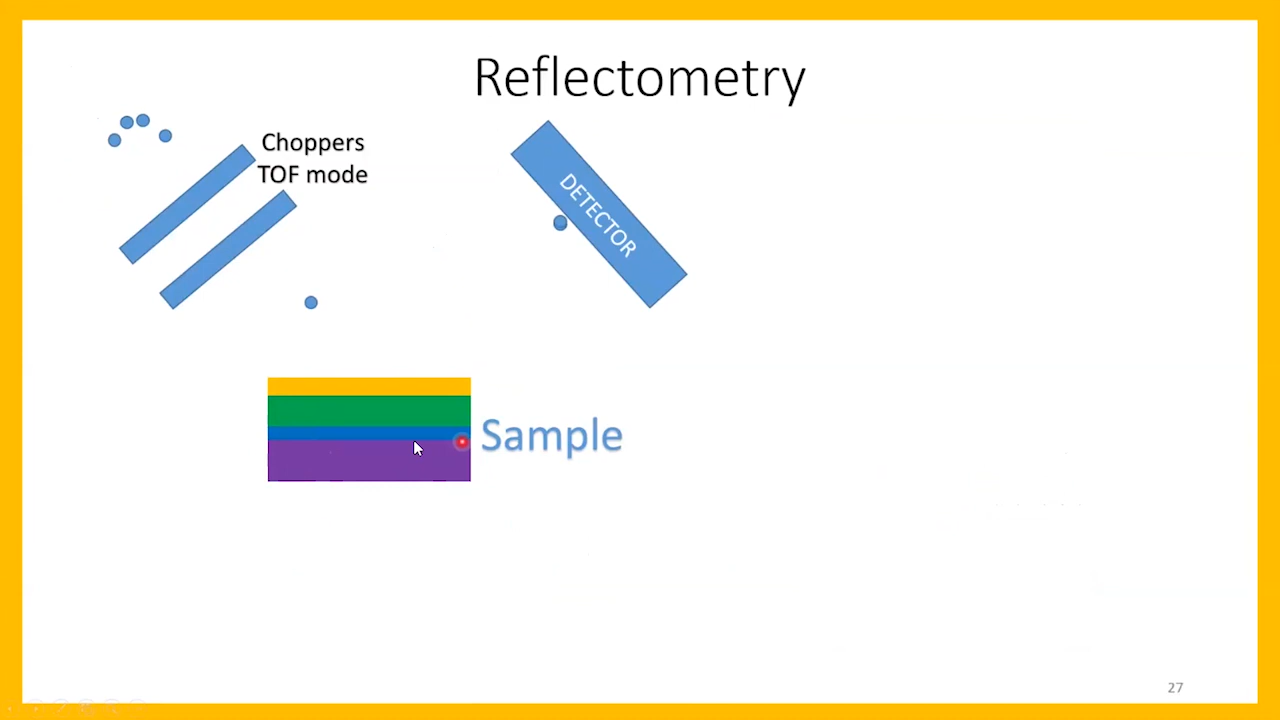 Reflectometry
Choppers
TOF mode
DETECTOR
Sample
27